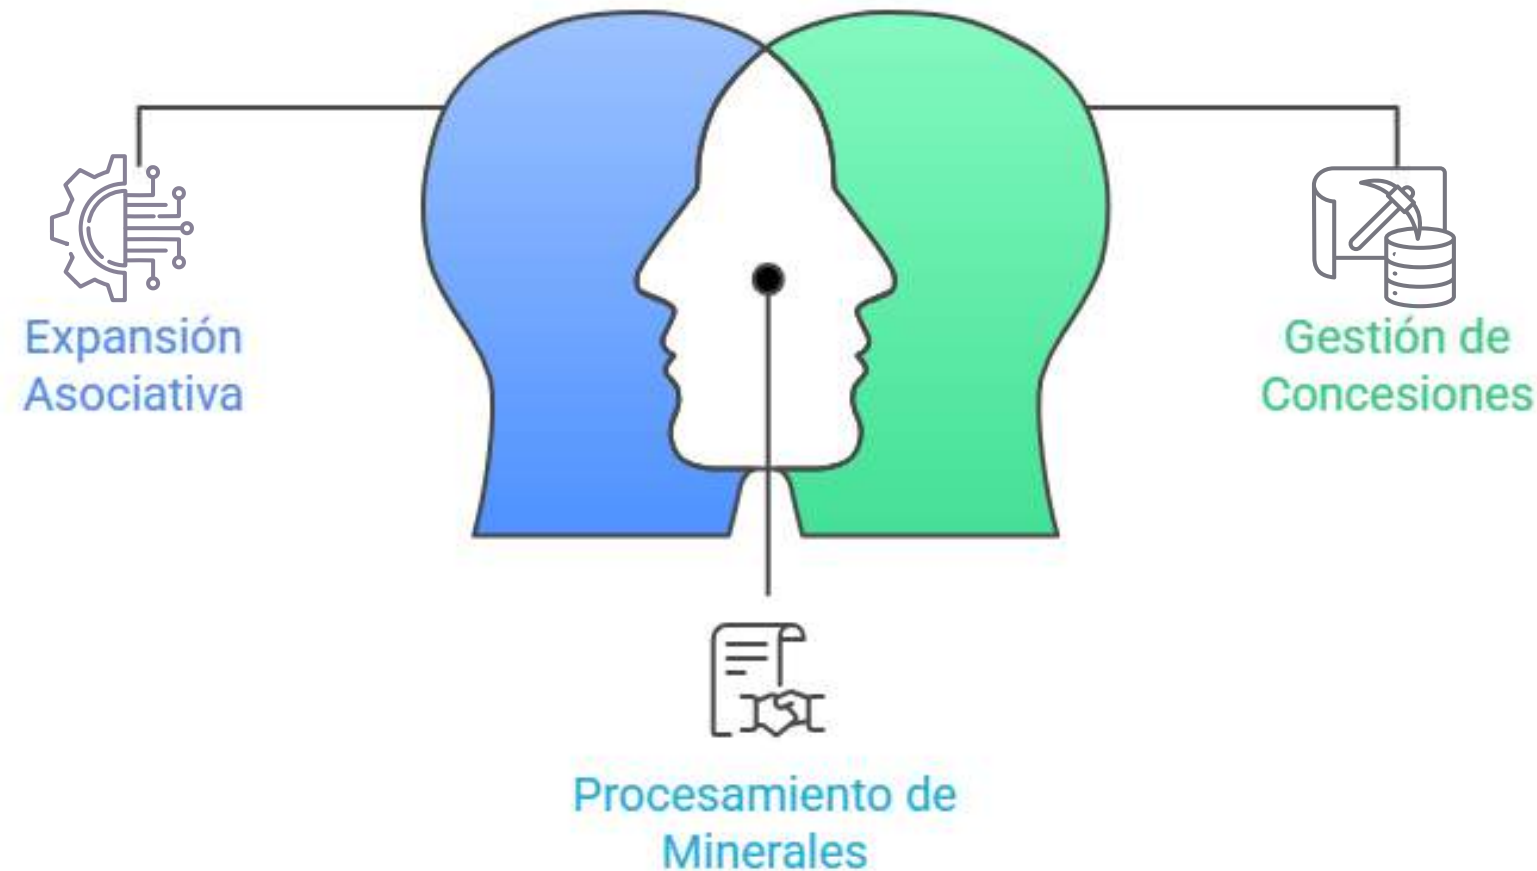 Expansión
Asociativa
Gestión de
Concesiones
Procesamiento de
Minerales